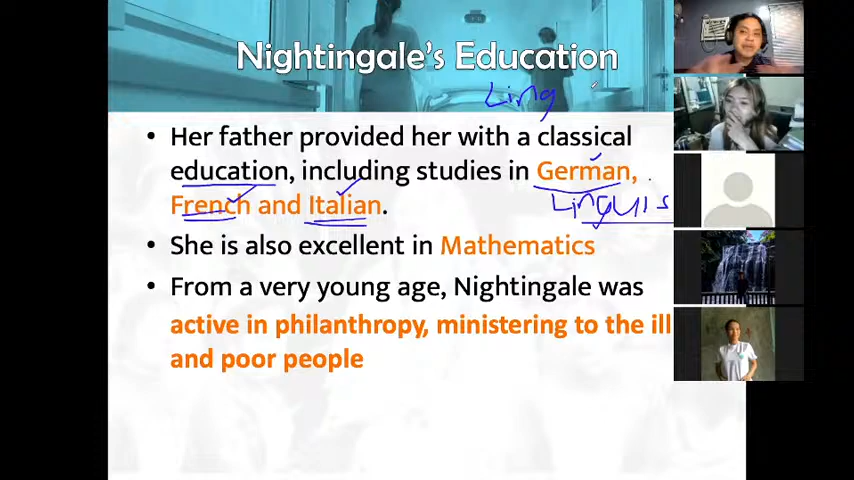 Nightingale's Education
Ling
• Her father provided her with a classical
education, including studies in German,
French and Italian.
Linguis
• She is also excellent in Mathematics
• From a very young age, Nightingale was
active in philanthropy, ministering to the ill
and poor people